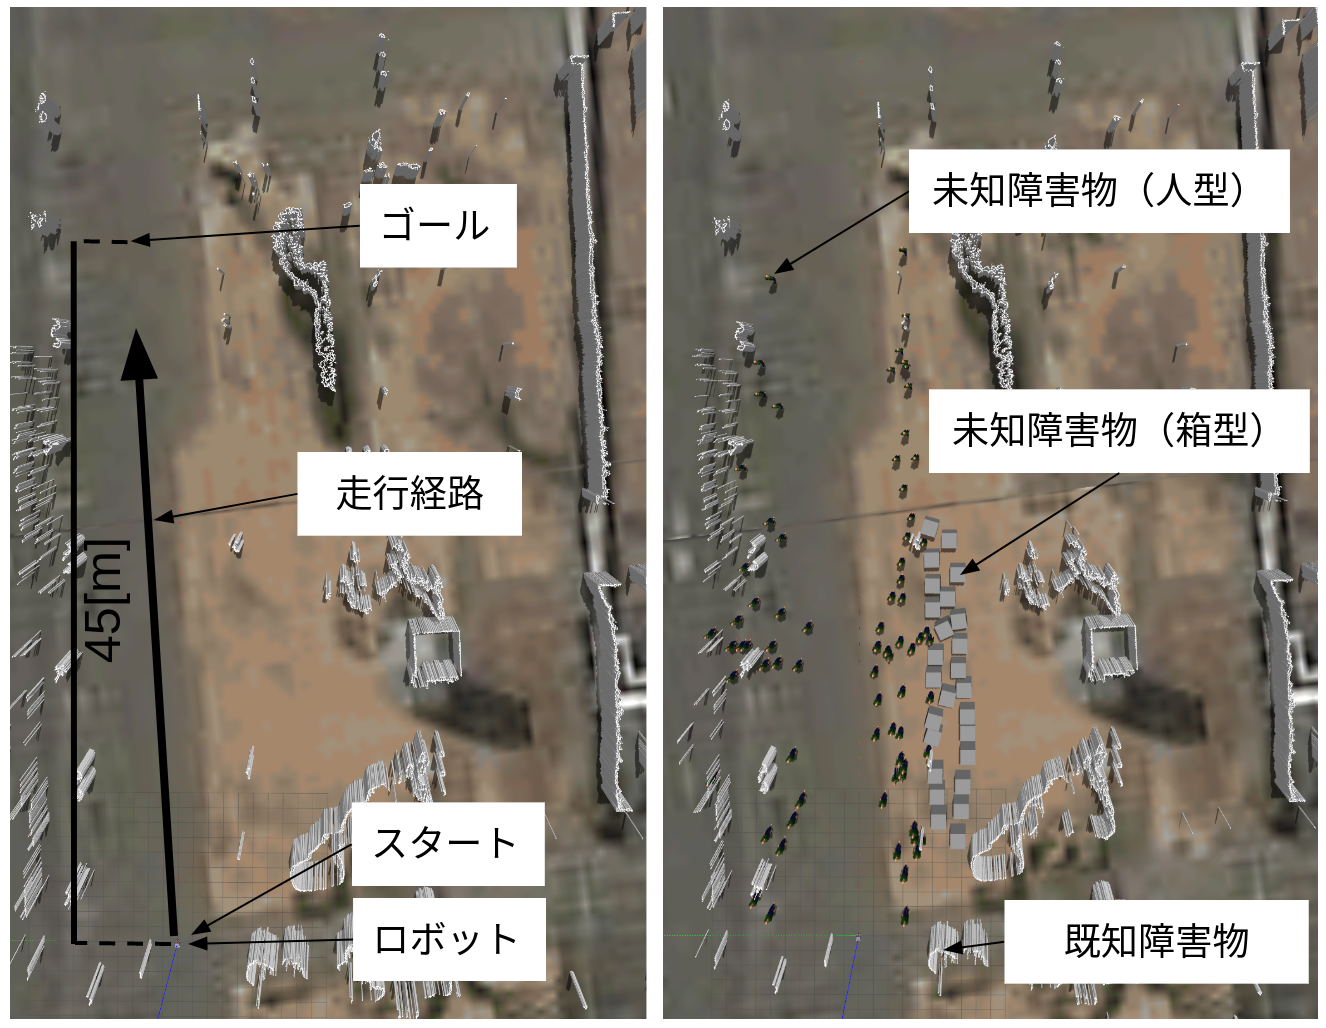 ゴール
走行経路
45[m]
スタート
ロボット
未知障害物（人型）
未知障害物（箱型）
既知障害物